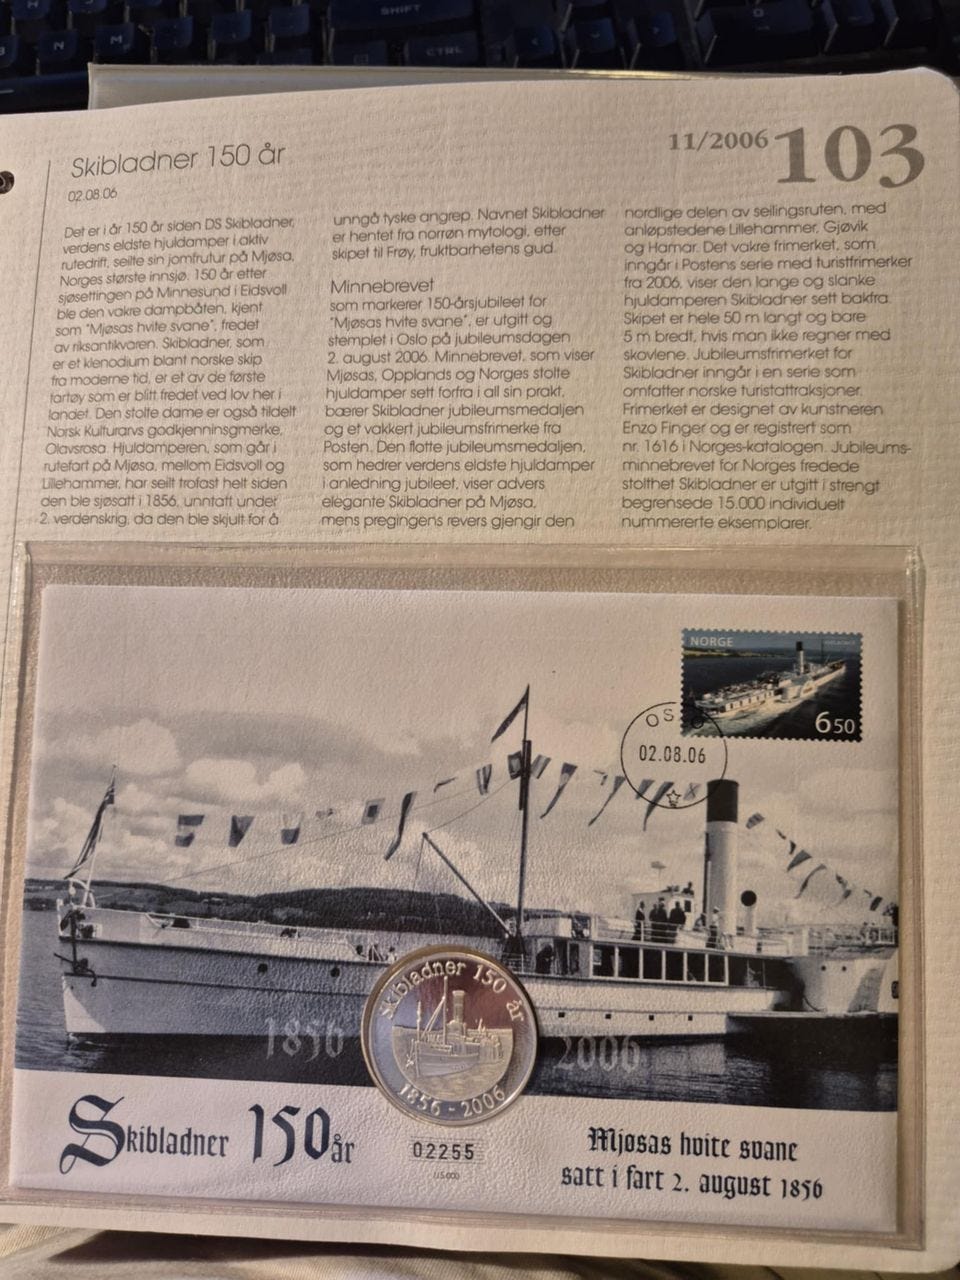 SHIFT
CTRL
N
M
11/2006 103
Skibladner 150 år
02.08.06
Det er i år 150 år siden DS Skibladner,
verdens eldste hjuldamper i aktiv
rutedrift, seilte sin jomfrutur på Mjøsa,
Norges største innsjø. 150 år etter
sjøsettingen på Minnesund i Eidsvoll
ble den vakre dampbåten, kjent
som "Mjøsas hvite svane", fredet
av riksantikvaren. Skibladner, som
er et klenodium blant norske skip
fra moderne tid, er et av de første
fartøy som er blitt fredet ved lov her i
landet. Den stolte dame er også tildelt
Norsk Kulturarvs godkjenningsmerke,
Olavsrosa. Hjuldamperen, som går i
rutefart på Mjøsa, mellom Eidsvoll og
Lillehammer, har seilt trofast helt siden
den ble sjøsatt i 1856, unntatt under
2. verdenskrig, da den ble skjult for å
unngå tyske angrep. Navnet Skibladner
er hentet fra norrøn mytologi, etter
skipet til Frøy, fruktbarhetens gud.
Minnebrevet
som markerer 150-årsjubileet for
"Mjøsas hvite svane", er utgitt og
stemplet i Oslo på jubileumsdagen
2. august 2006. Minnebrevet, som viser
Mjøsas, Opplands og Norges stolte
hjuldamper sett forfra i all sin prakt,
bærer Skibladner jubileumsmedaljen
og et vakkert jubileumsfrimerke fra
Posten. Den flotte jubileumsmedaljen,
som hedrer verdens eldste hjuldamper
i anledning jubileet, viser advers
elegante Skibladner på Mjøsa,
mens pregingens revers gjengir den
nordlige delen av seilingsruten, med
anløpstedene Lillehammer, Gjøvik
og Hamar. Det vakre frimerket, som
inngår i Postens serie med turistfrimerker
fra 2006, viser den lange og slanke
hjuldamperen Skibladner sett bakfra.
Skipet er hele 50 m langt og bare
5 m bredt, hvis man ikke regner med
skovlene. Jubileumsfrimerket for
Skibladner inngår i en serie som
omfatter norske turistattraksjoner.
Frimerket er designet av kunstneren
Enzo Finger og er registrert som
nr. 1616 i Norges-katalogen. Jubileums-
minnebrevet for Norges fredede
stolthet Skibladner er utgitt i strengt
begrensede 15.000 individuelt
nummererte eksemplarer.
NORGE
6 50
OSLO
02.08.06
Skibladner 150 år
1856 - 2006
1856
2006
Skibladner 150 år
02255
/15.000
Mjøsas hvite svane
satt i fart 2. august 1856